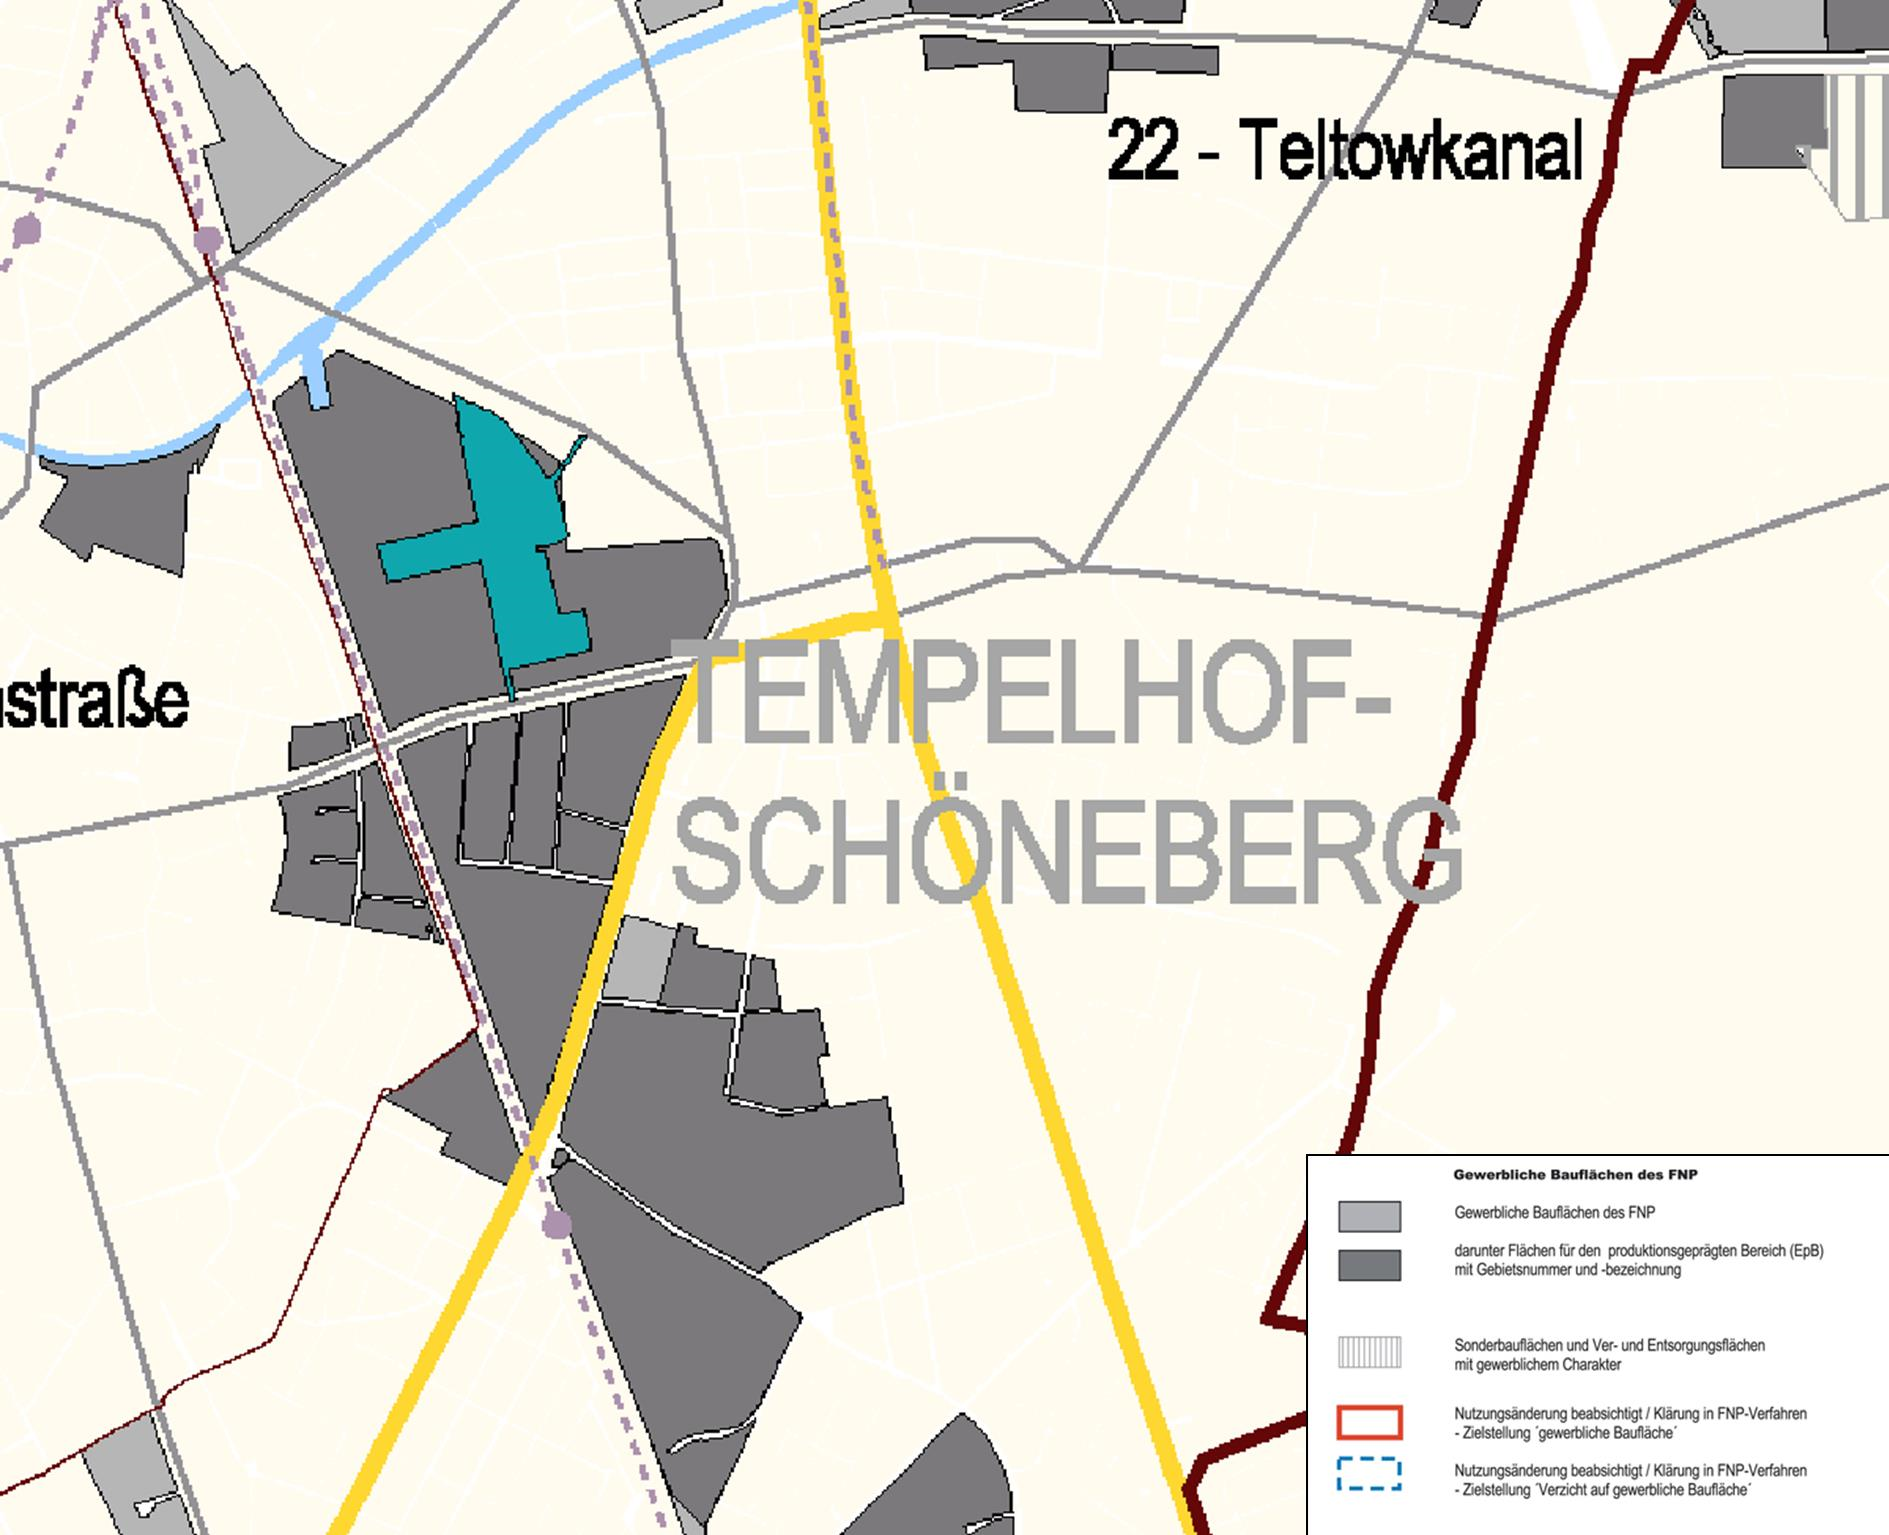 22 - Teltowkanal
straße
TEMPELHOF-
SCHÖNEBERG
Gewerbliche Bauflächen des FNP
Gewerbliche Bauflächen des FNP
darunter Flächen für den produktionsgeprägten Bereich (EpB)
mit Gebietsnummer und -bezeichnung
Sonderbauflächen und Ver- und Entsorgungsflächen
mit gewerblichem Charakter
Nutzungsänderung beabsichtigt / Klärung in FNP-Verfahren
- Zielstellung ´gewerbliche Baufläche´
Nutzungsänderung beabsichtigt / Klärung in FNP-Verfahren
- Zielstellung ´Verzicht auf gewerbliche Baufläche´